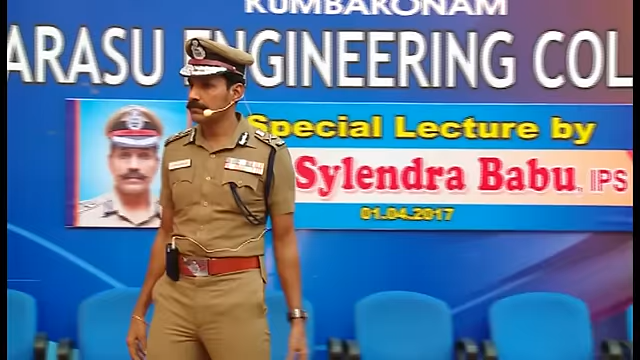 KUMBAKONAM
ARASU ENGINEERING COL
Special Lecture by
Sylendra Babu, IPS
01.04.2017